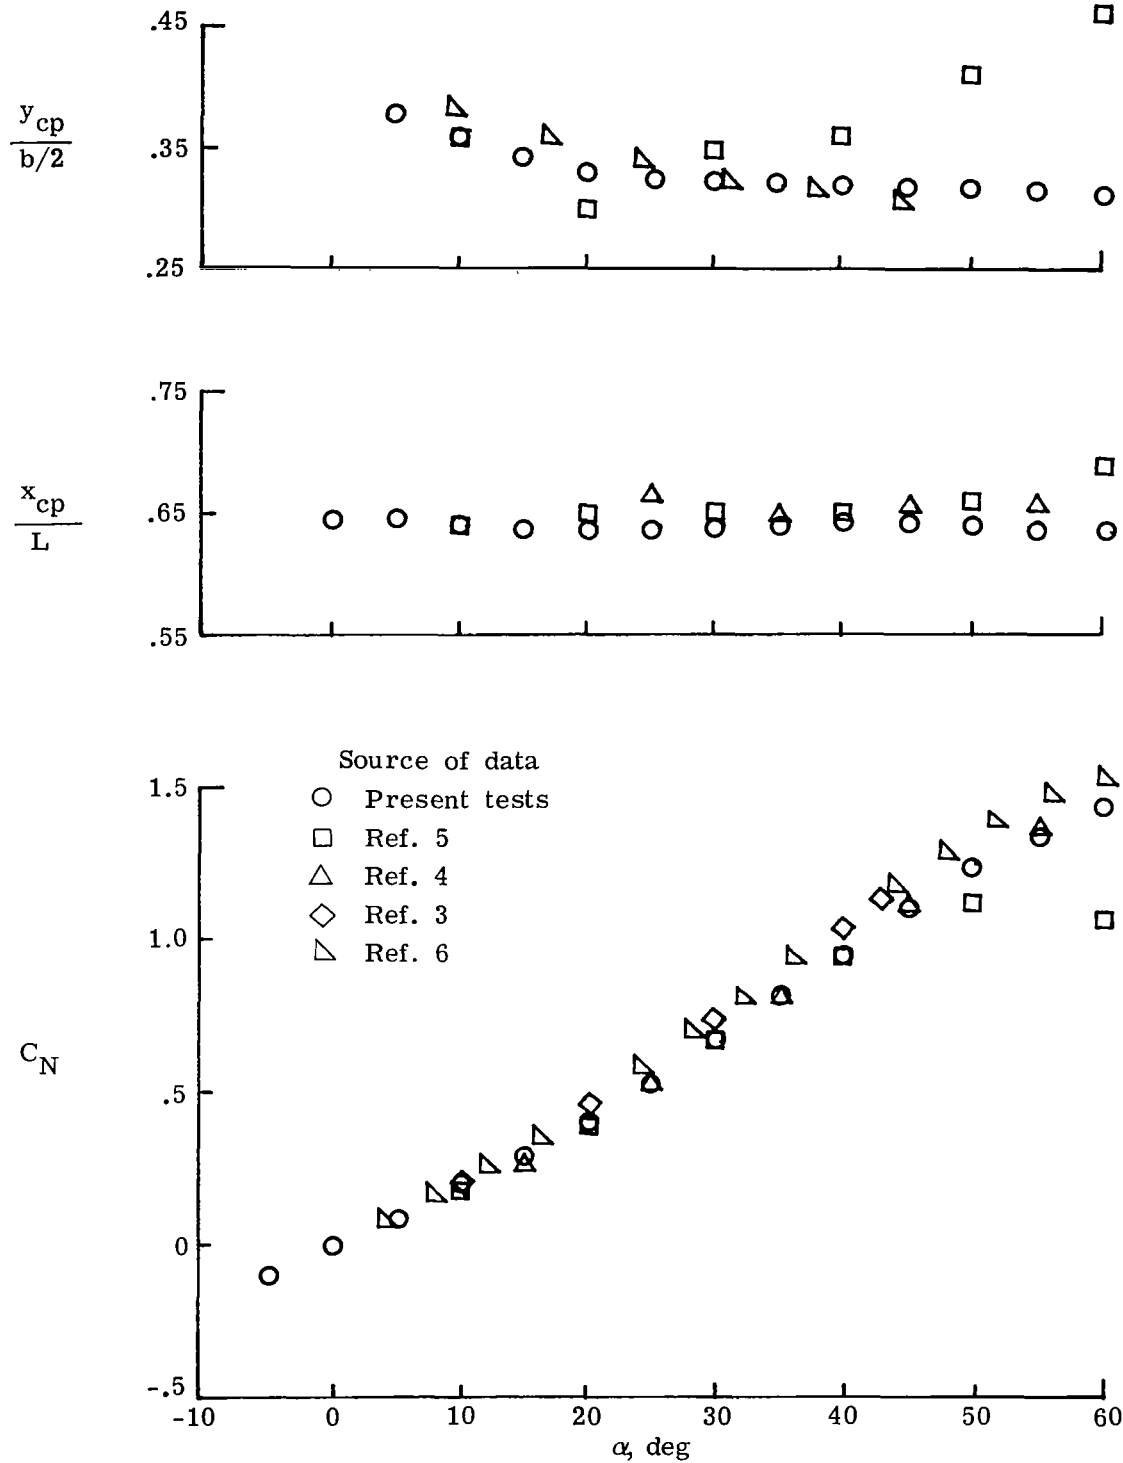 .45
y_cp
b/2
.35
.25
.75
x_cp
L
.65
.55
Source of data
Present tests
Ref. 5
Ref. 4
Ref. 3
Ref. 6
1.5
1.0
C_N
.5
0
-.5
-10 0 10 20 30 40 50 60
α, deg